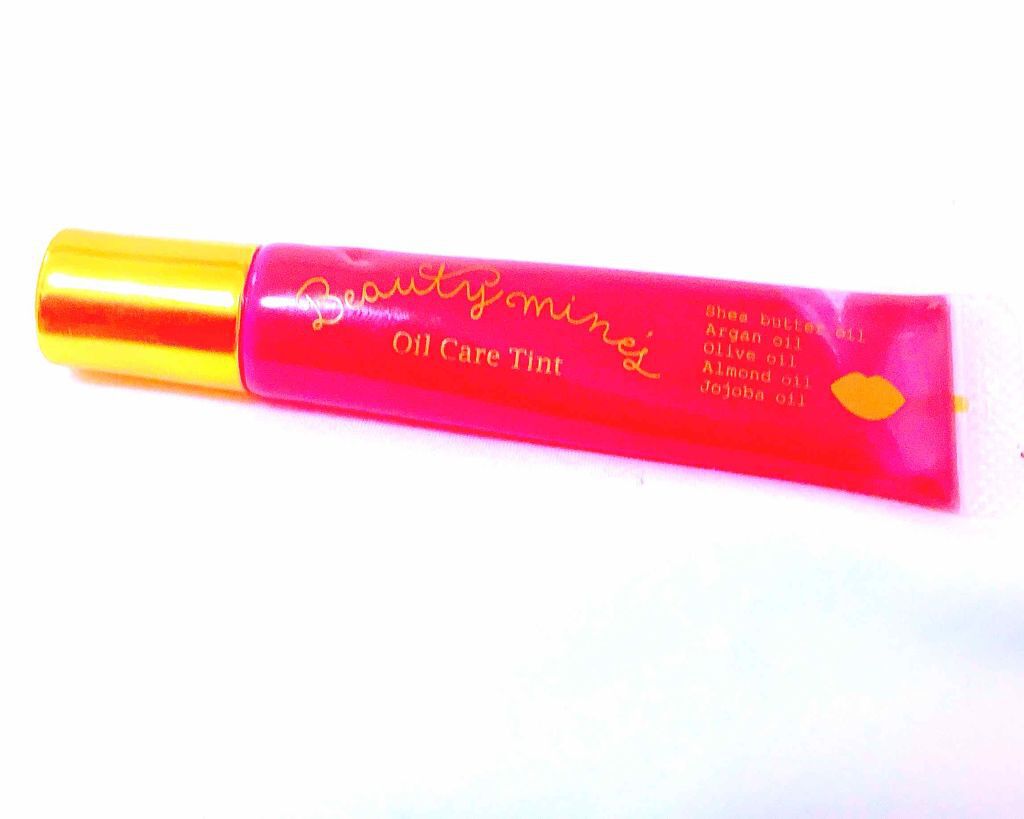 Beauty mine's
Oil Care Tint
Shea butter oil
Argan oil
Olive oil
Almond oil
Jojoba oil